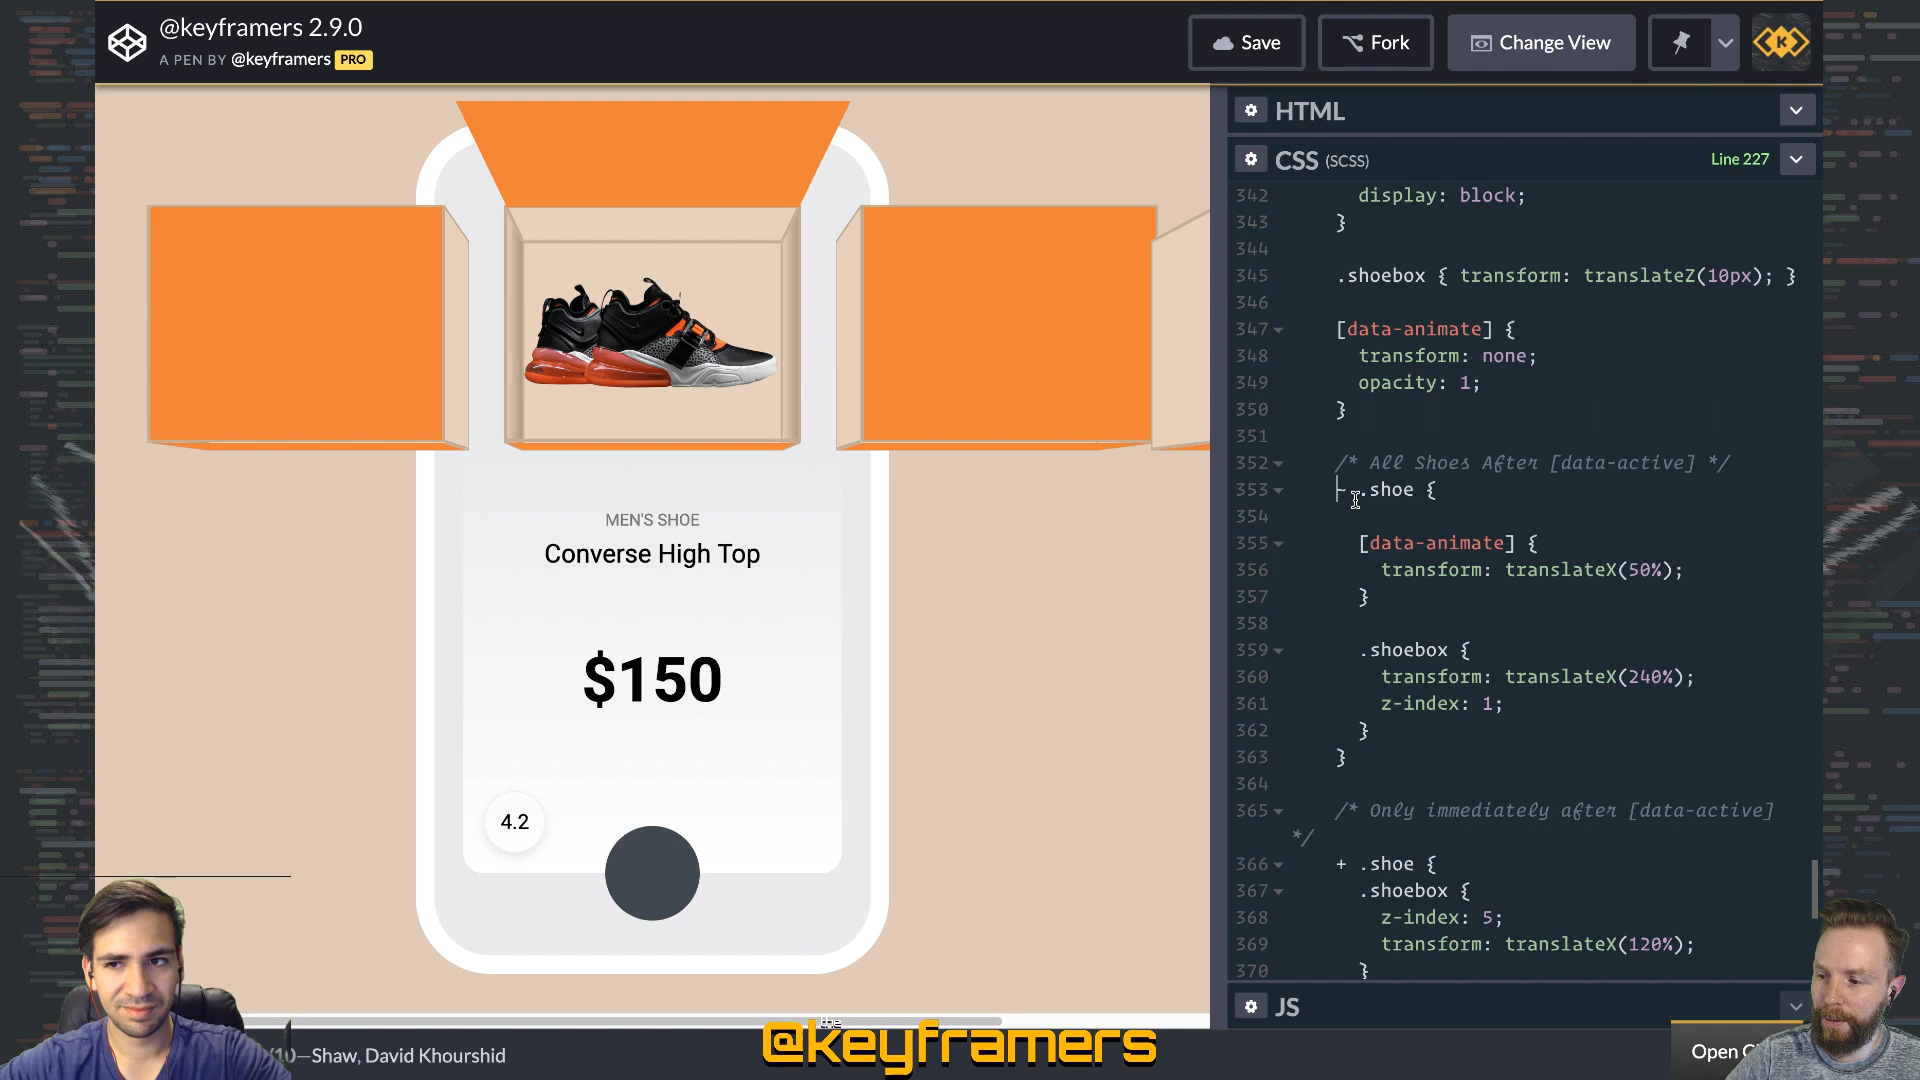 @keyframers 2.9.0
A PEN BY @keyframers PRO
Save
Fork
Change View
K
HTML
CSS (SCSS)
Line 227
342 display: block;
343 }
344
345 .shoebox { transform: translateZ(10px); }
346
347 [data-animate] {
348 transform: none;
349 opacity: 1;
350 }
351
352 /* All Shoes After [data-active] */
353 ~ .shoe {
354
355 [data-animate] {
356 transform: translateX(50%);
357 }
358
359 .shoebox {
360 transform: translateX(240%);
361 z-index: 1;
362 }
363 }
364
365 /* Only immediately after [data-active]
*/
366 + .shoe {
367 .shoebox {
368 z-index: 5;
369 transform: translateX(120%);
370 }
JS
MEN'S SHOE
Converse High Top
$150
4.2
/10—Shaw, David Khourshid
the
@keyframers
Open